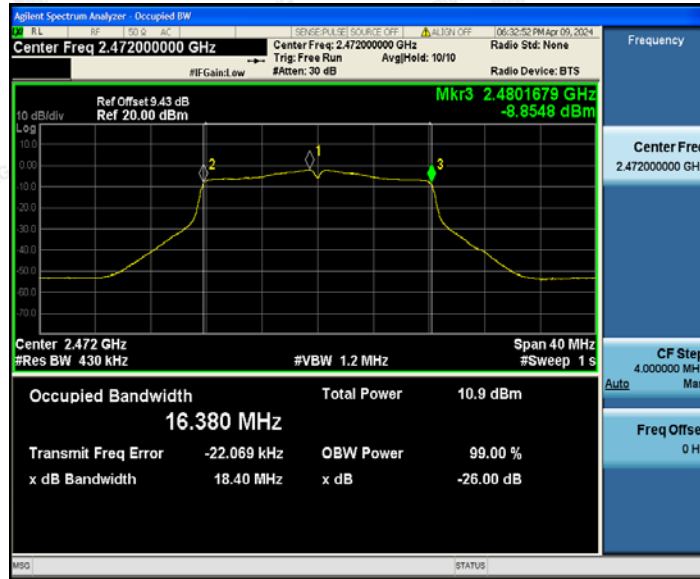 Agilent Spectrum Analyzer - Occupied BW
RL RF 50 Ω AC SENSE:PULSE SOURCE OFF ALIGN OFF 06:32:52 PM Apr 09, 2024
Center Freq 2.472000000 GHz
Center Freq: 2.472000000 GHz
Radio Std: None
Trig: Free Run Avg|Hold: 10/10
#IFGain:Low #Atten: 30 dB Radio Device: BTS
Ref Offset 9.43 dB
10 dB/div Ref 20.00 dBm
Mkr3 2.4801679 GHz
-8.8548 dBm
Log
10.0
0.00
-10.0
-20.0
-30.0
-40.0
-50.0
-60.0
-70.0
2
1
3
Center 2.472 GHz Span 40 MHz
#Res BW 430 kHz #VBW 1.2 MHz #Sweep 1 s
Occupied Bandwidth Total Power 10.9 dBm
16.380 MHz
Transmit Freq Error -22.069 kHz OBW Power 99.00 %
x dB Bandwidth 18.40 MHz x dB -26.00 dB
MSG STATUS
Frequency
Center Freq
2.472000000 GH
CF Step
4.000000 MH
Auto Man
Freq Offse
0 H